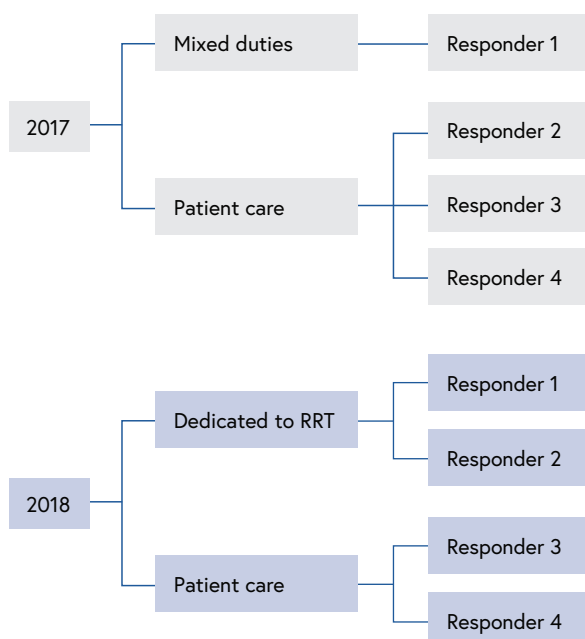 2017
Mixed duties
Responder 1
Patient care
Responder 2
Responder 3
Responder 4
2018
Dedicated to RRT
Responder 1
Responder 2
Patient care
Responder 3
Responder 4